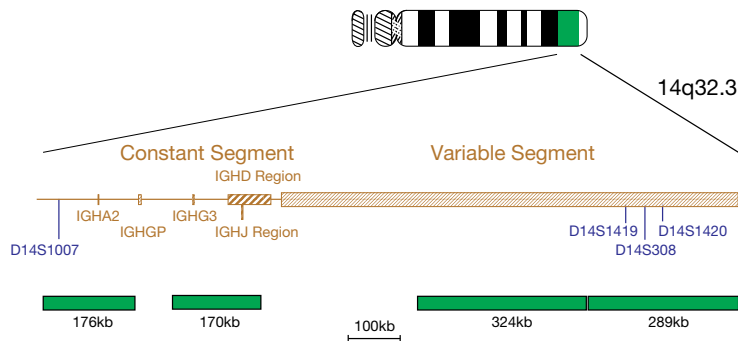 14q32.3
Constant Segment
Variable Segment
IGHD Region
IGHA2
IGHG3
IGHGP
IGHJ Region
D14S1007
D14S1419
D14S1420
D14S308
176kb
170kb
100kb
324kb
289kb